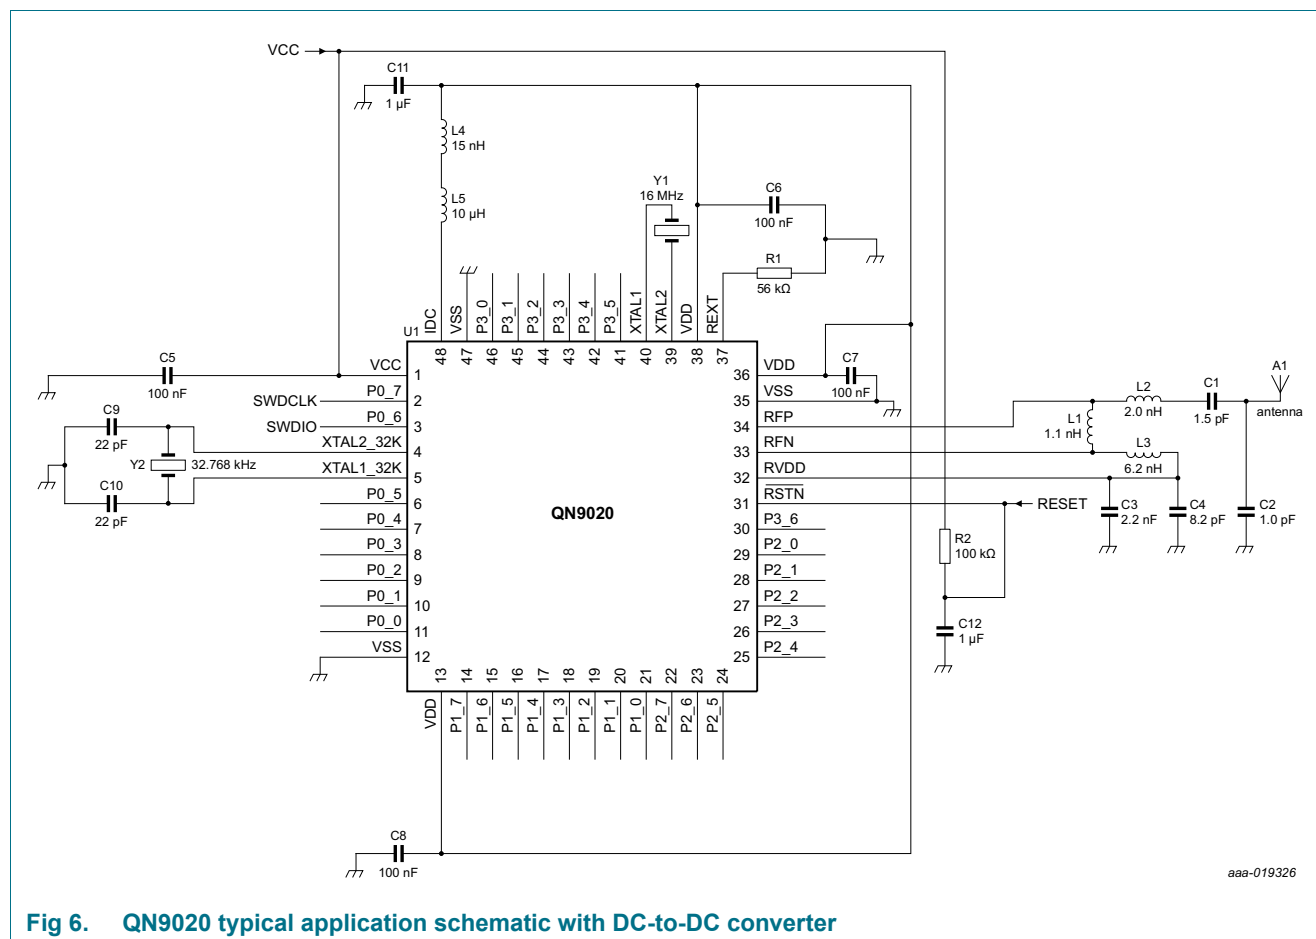 VCC
C11
1 µF
L4
15 nH
L5
10 µH
Y1
16 MHz
C6
100 nF
R1
56 kΩ
U1
IDC
VSS
P3_0
P3_1
P3_2
P3_3
P3_4
P3_5
XTAL1
XTAL2
VDD
REXT
48
47
46
45
44
43
42
41
40
39
38
37
C5
100 nF
VCC
1
P0_7
SWDCLK
2
P0_6
SWDIO
3
C9
22 pF
XTAL2_32K
4
Y2
32.768 kHz
XTAL1_32K
5
C10
22 pF
P0_5
6
P0_4
7
P0_3
8
P0_2
9
P0_1
10
P0_0
11
VSS
12
QN9020
36
VDD
C7
100 nF
35
VSS
34
RFP
33
RFN
32
RVDD
31
RSTN
RESET
30
P3_6
29
P2_0
28
P2_1
27
P2_2
26
P2_3
25
P2_4
L1
1.1 nH
L2
2.0 nH
C1
1.5 pF
A1
antenna
L3
6.2 nH
C3
2.2 nF
C4
8.2 pF
C2
1.0 pF
R2
100 kΩ
C12
1 µF
13
14
15
16
17
18
19
20
21
22
23
24
VDD
P1_7
P1_6
P1_5
P1_4
P1_3
P1_2
P1_1
P1_0
P2_7
P2_6
P2_5
C8
100 nF
aaa-019326
Fig 6. QN9020 typical application schematic with DC-to-DC converter